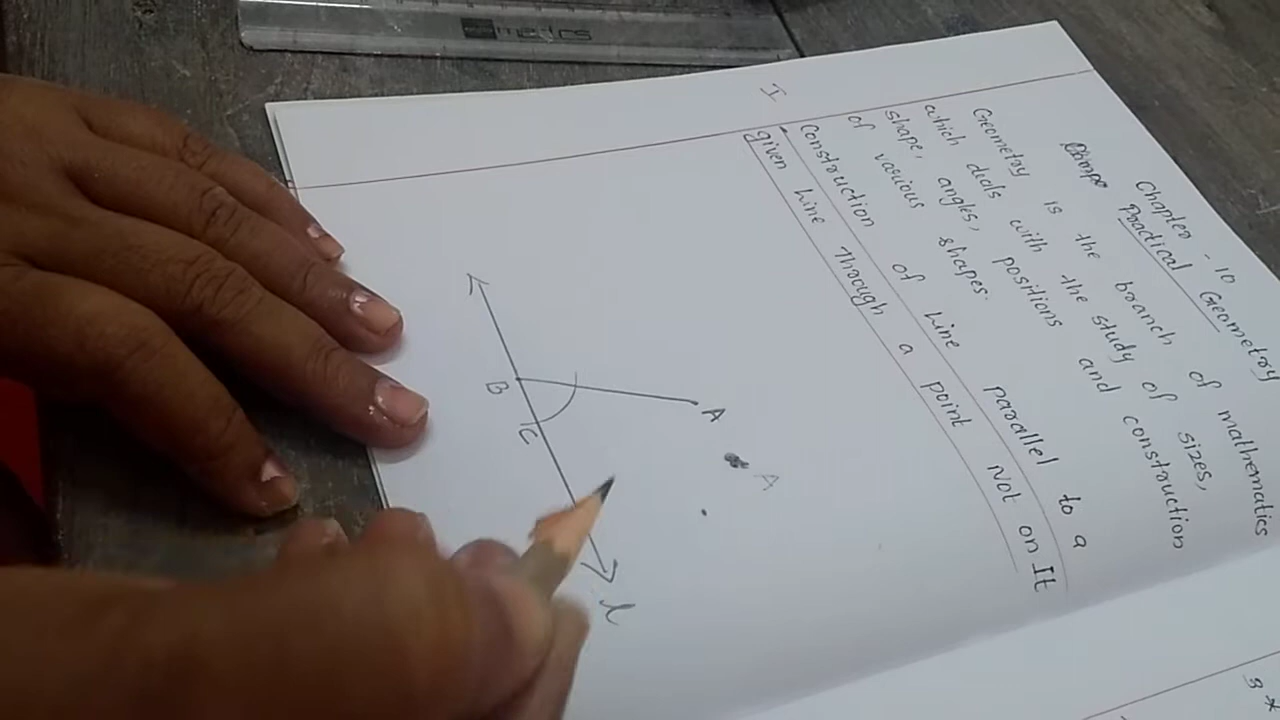 Chapter - 10
Practical Geometry
Geometry is the branch of mathematics
which deals with the study of sizes,
shape, angles, positions and construction
of various shapes.
I Construction of Line parallel to a
given Line Through a point Not on It
B
A
C
A
l
3